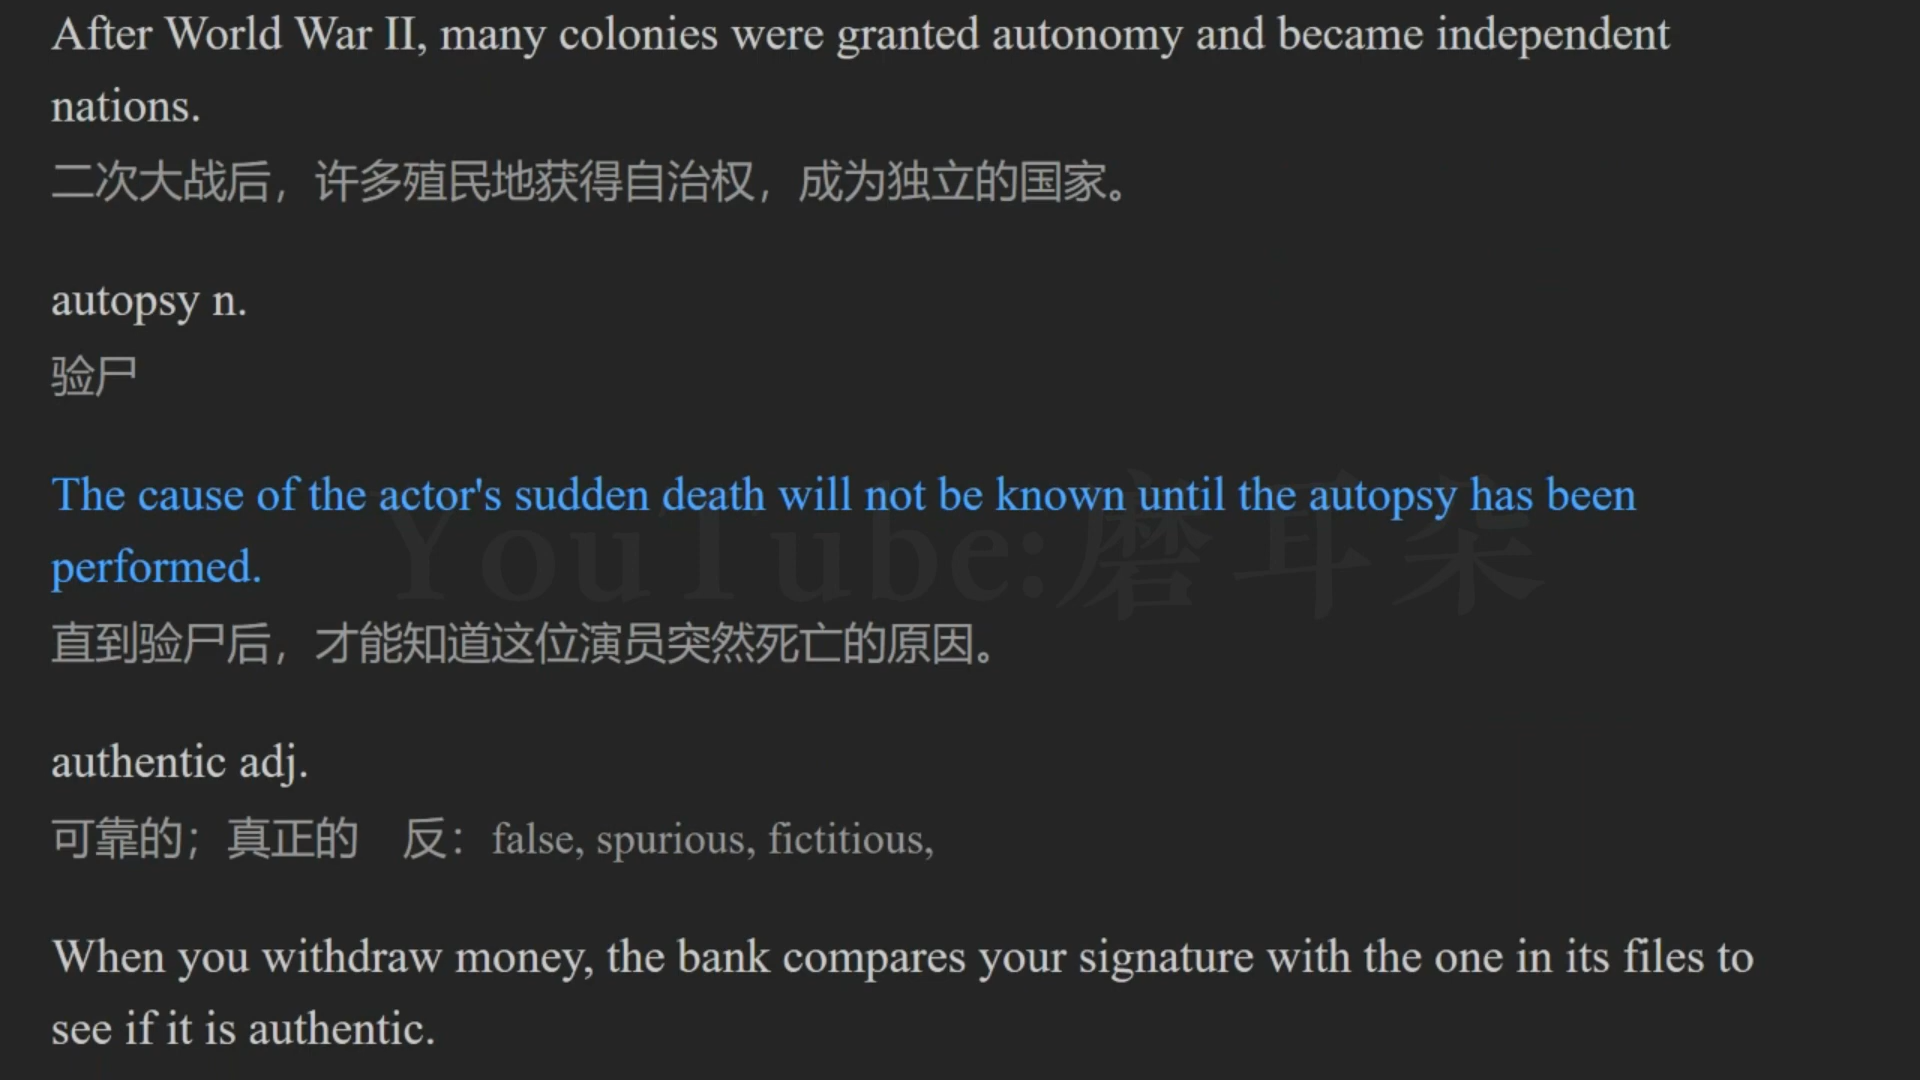 After World War II, many colonies were granted autonomy and became independent
nations.
二次大战后，许多殖民地获得自治权，成为独立的国家。
autopsy n.
验尸
The cause of the actor's sudden death will not be known until the autopsy has been
performed.
YouTube:磨耳朵
直到验尸后，才能知道这位演员突然死亡的原因。
authentic adj.
可靠的；真正的　反：false, spurious, fictitious,
When you withdraw money, the bank compares your signature with the one in its files to
see if it is authentic.